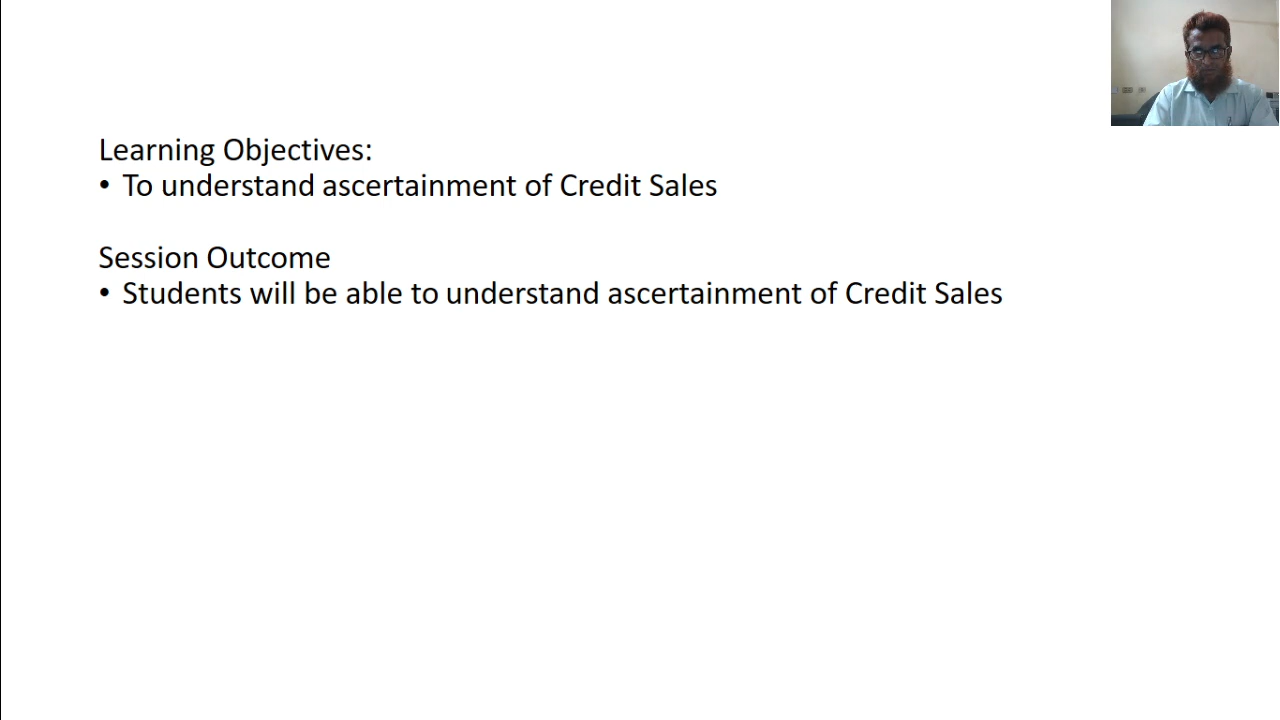 Learning Objectives:
• To understand ascertainment of Credit Sales
Session Outcome
• Students will be able to understand ascertainment of Credit Sales